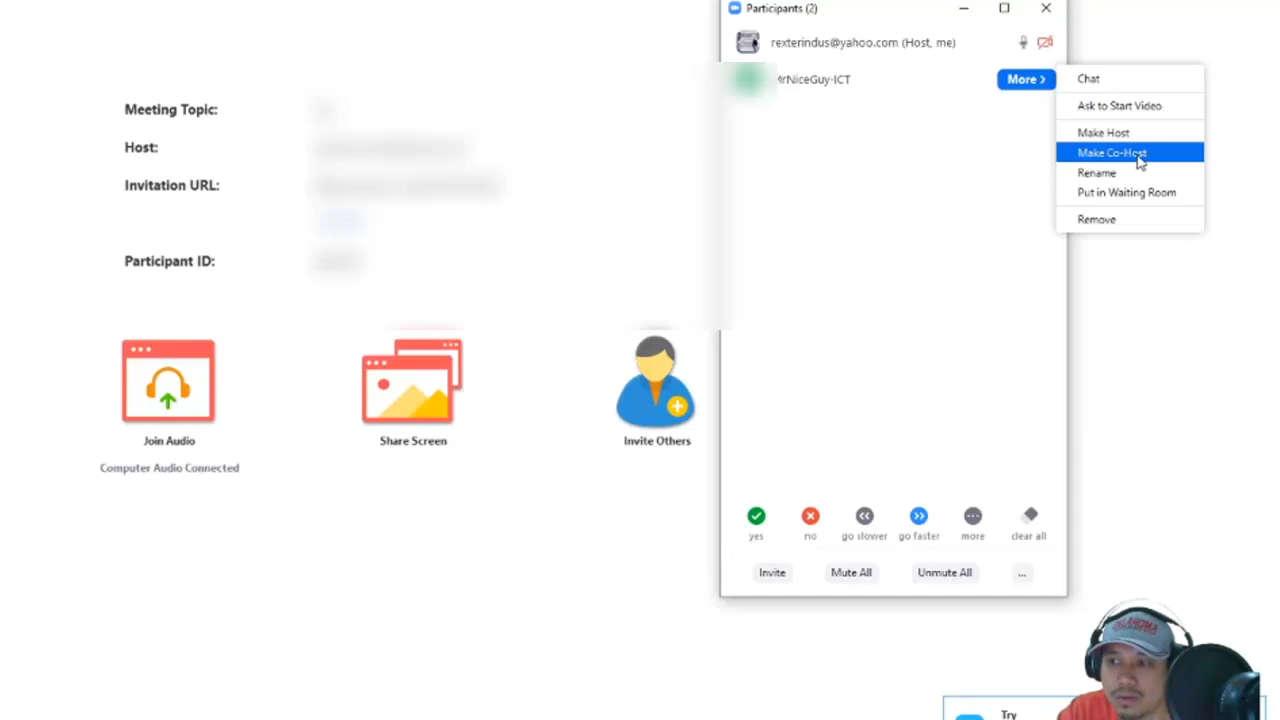 Participants (2)
rexterindus@yahoo.com (Host, me)
MrNiceGuy-ICT
More >
Chat
Ask to Start Video
Make Host
Make Co-Host
Rename
Put in Waiting Room
Remove
Meeting Topic:
Host:
Invitation URL:
Participant ID:
Join Audio
Computer Audio Connected
Share Screen
Invite Others
yes
no
go slower
go faster
more
clear all
Invite
Mute All
Unmute All
...
OKLAHOMA
Try